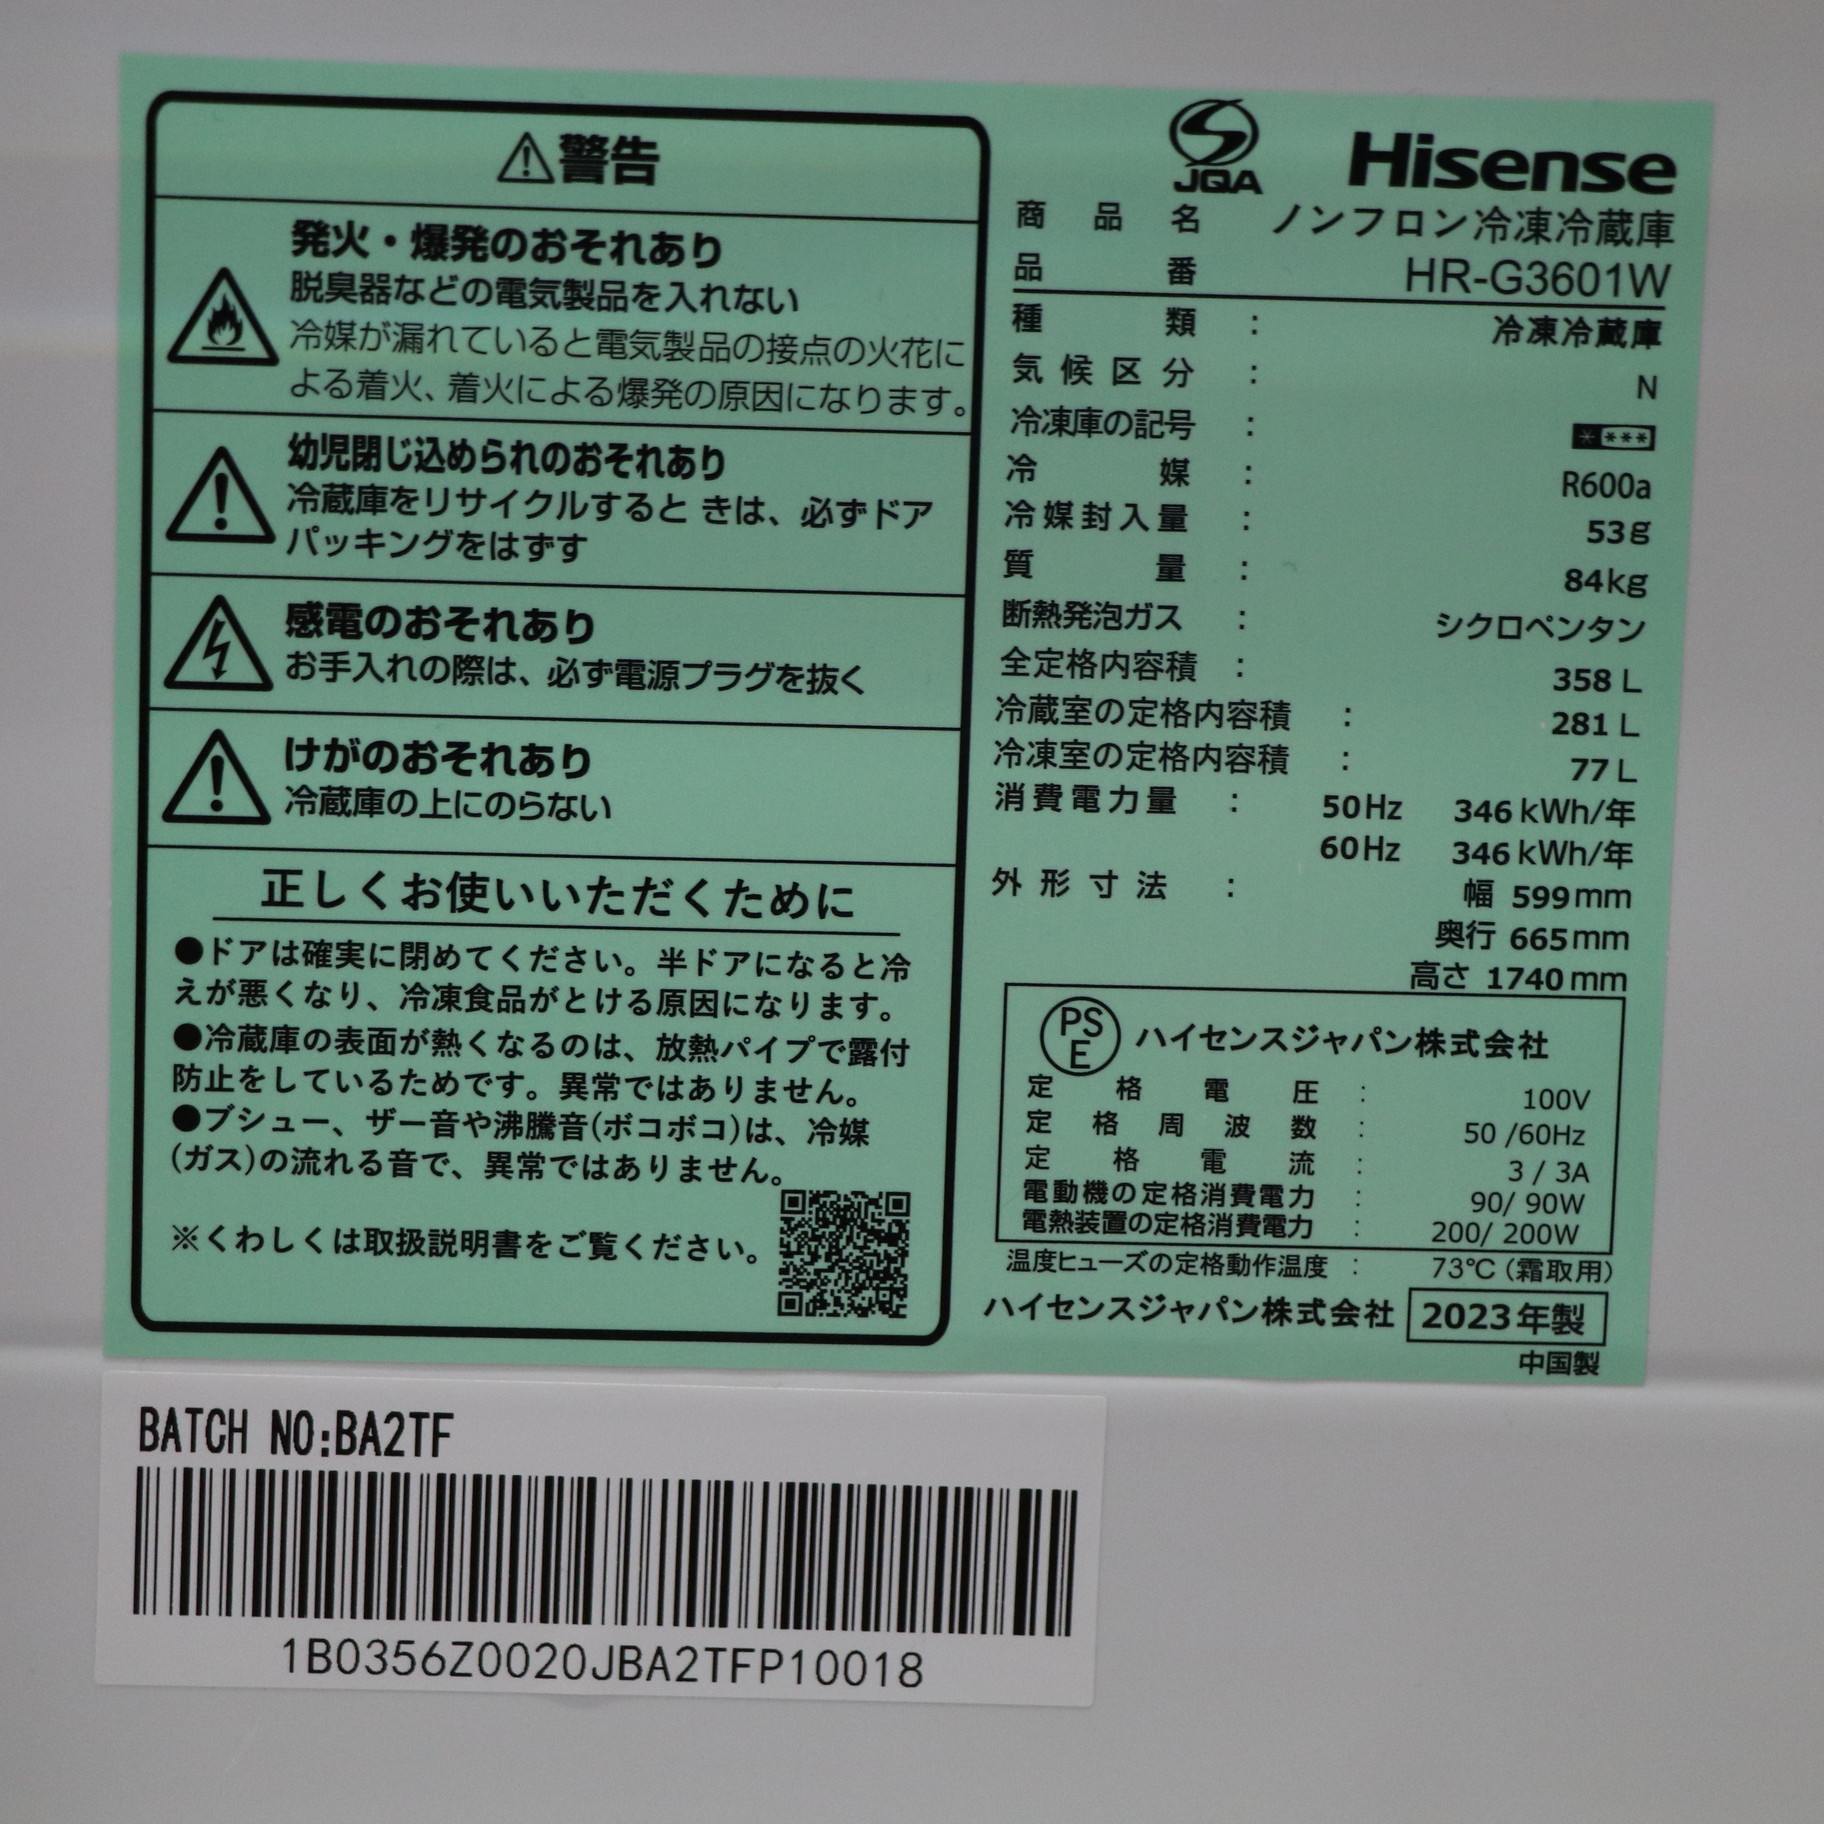 警告
発火・爆発のおそれあり
脱臭器などの電気製品を入れない
冷媒が漏れていると電気製品の接点の火花に
よる着火、着火による爆発の原因になります。
幼児閉じ込められのおそれあり
冷蔵庫をリサイクルすると きは、必ずドア
パッキングをはずす
感電のおそれあり
お手入れの際は、必ず電源プラグを抜く
けがのおそれあり
冷蔵庫の上にのらない
正しくお使いいただくために
●ドアは確実に閉めてください。半ドアになると冷
えが悪くなり、冷凍食品がとける原因になります。
●冷蔵庫の表面が熱くなるのは、放熱パイプで露付
防止をしているためです。異常ではありません。
●ブシュー、ザー音や沸騰音(ボコボコ)は、冷媒
(ガス)の流れる音で、異常ではありません。
※くわしくは取扱説明書をご覧ください。
JQA Hisense
商品名 ノンフロン冷凍冷蔵庫
品番 HR-G3601W
種類 : 冷凍冷蔵庫
気候区分 : N
冷凍庫の記号 : * ***
冷媒 : R600a
冷媒封入量 : 53g
質量 : 84kg
断熱発泡ガス : シクロペンタン
全定格内容積 : 358 L
冷蔵室の定格内容積 : 281 L
冷凍室の定格内容積 : 77 L
消費電力量 : 50Hz 346 kWh/年
60Hz 346 kWh/年
外形寸法 : 幅 599mm
奥行 665mm
高さ 1740mm
PSE ハイセンスジャパン株式会社
定格電圧 : 100V
定格周波数 : 50 /60Hz
定格電流 : 3 / 3A
電動機の定格消費電力 : 90/ 90W
電熱装置の定格消費電力 : 200/ 200W
温度ヒューズの定格動作温度 : 73℃(霜取用)
ハイセンスジャパン株式会社 2023年製
中国製
BATCH NO:BA2TF
1B0356Z0020JBA2TFP10018